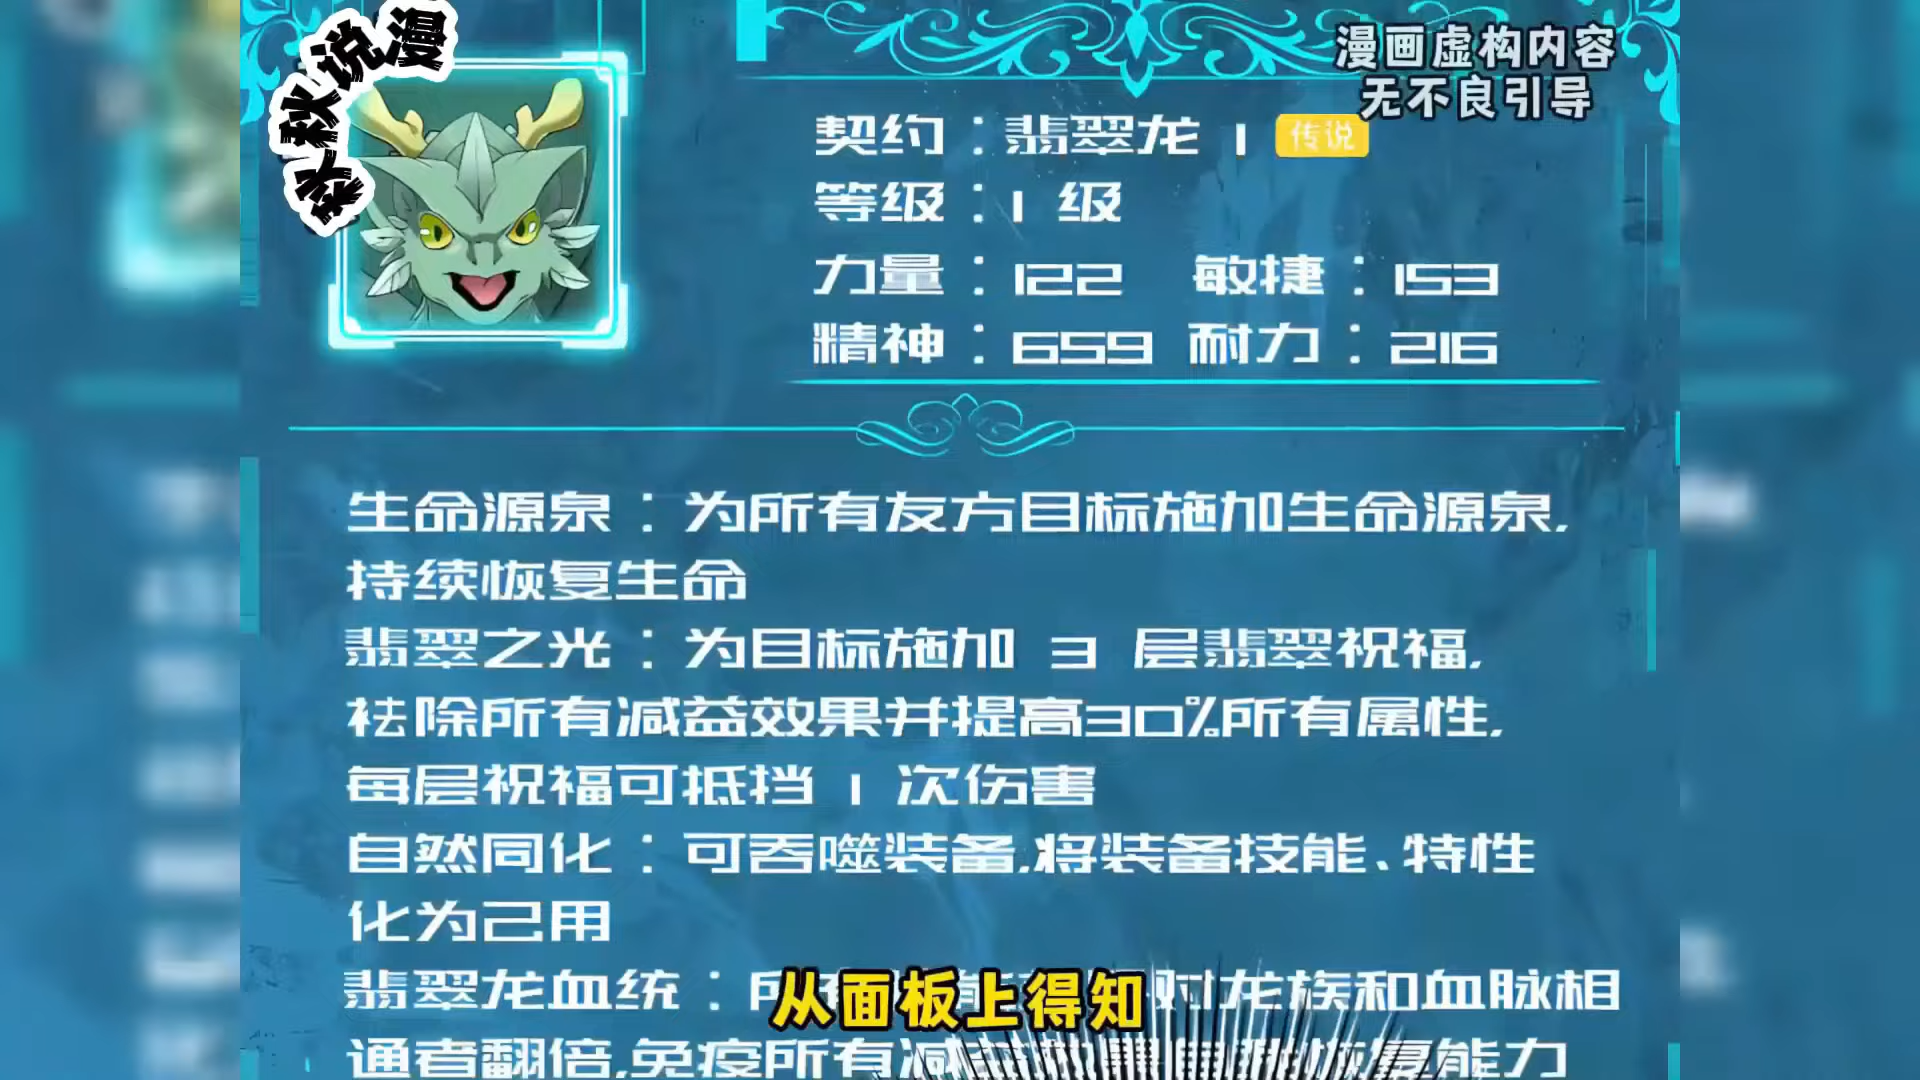 秋秋说漫
漫画虚构内容
无不良引导
契约：翡翠龙 1 传说
等级：1 级
力量：122 敏捷：153
精神：659 耐力：216
生命源泉：为所有友方目标施加生命源泉,
持续恢复生命
翡翠之光：为目标施加 3 层翡翠祝福,
祛除所有减益效果并提高30%所有属性,
每层祝福可抵挡 1 次伤害
自然同化：可吞噬装备,将装备技能、特性
化为己用
翡翠龙血统：所 对龙族和血脉相
通者翻倍,免疫所有减益 恢复能力
从面板上得知